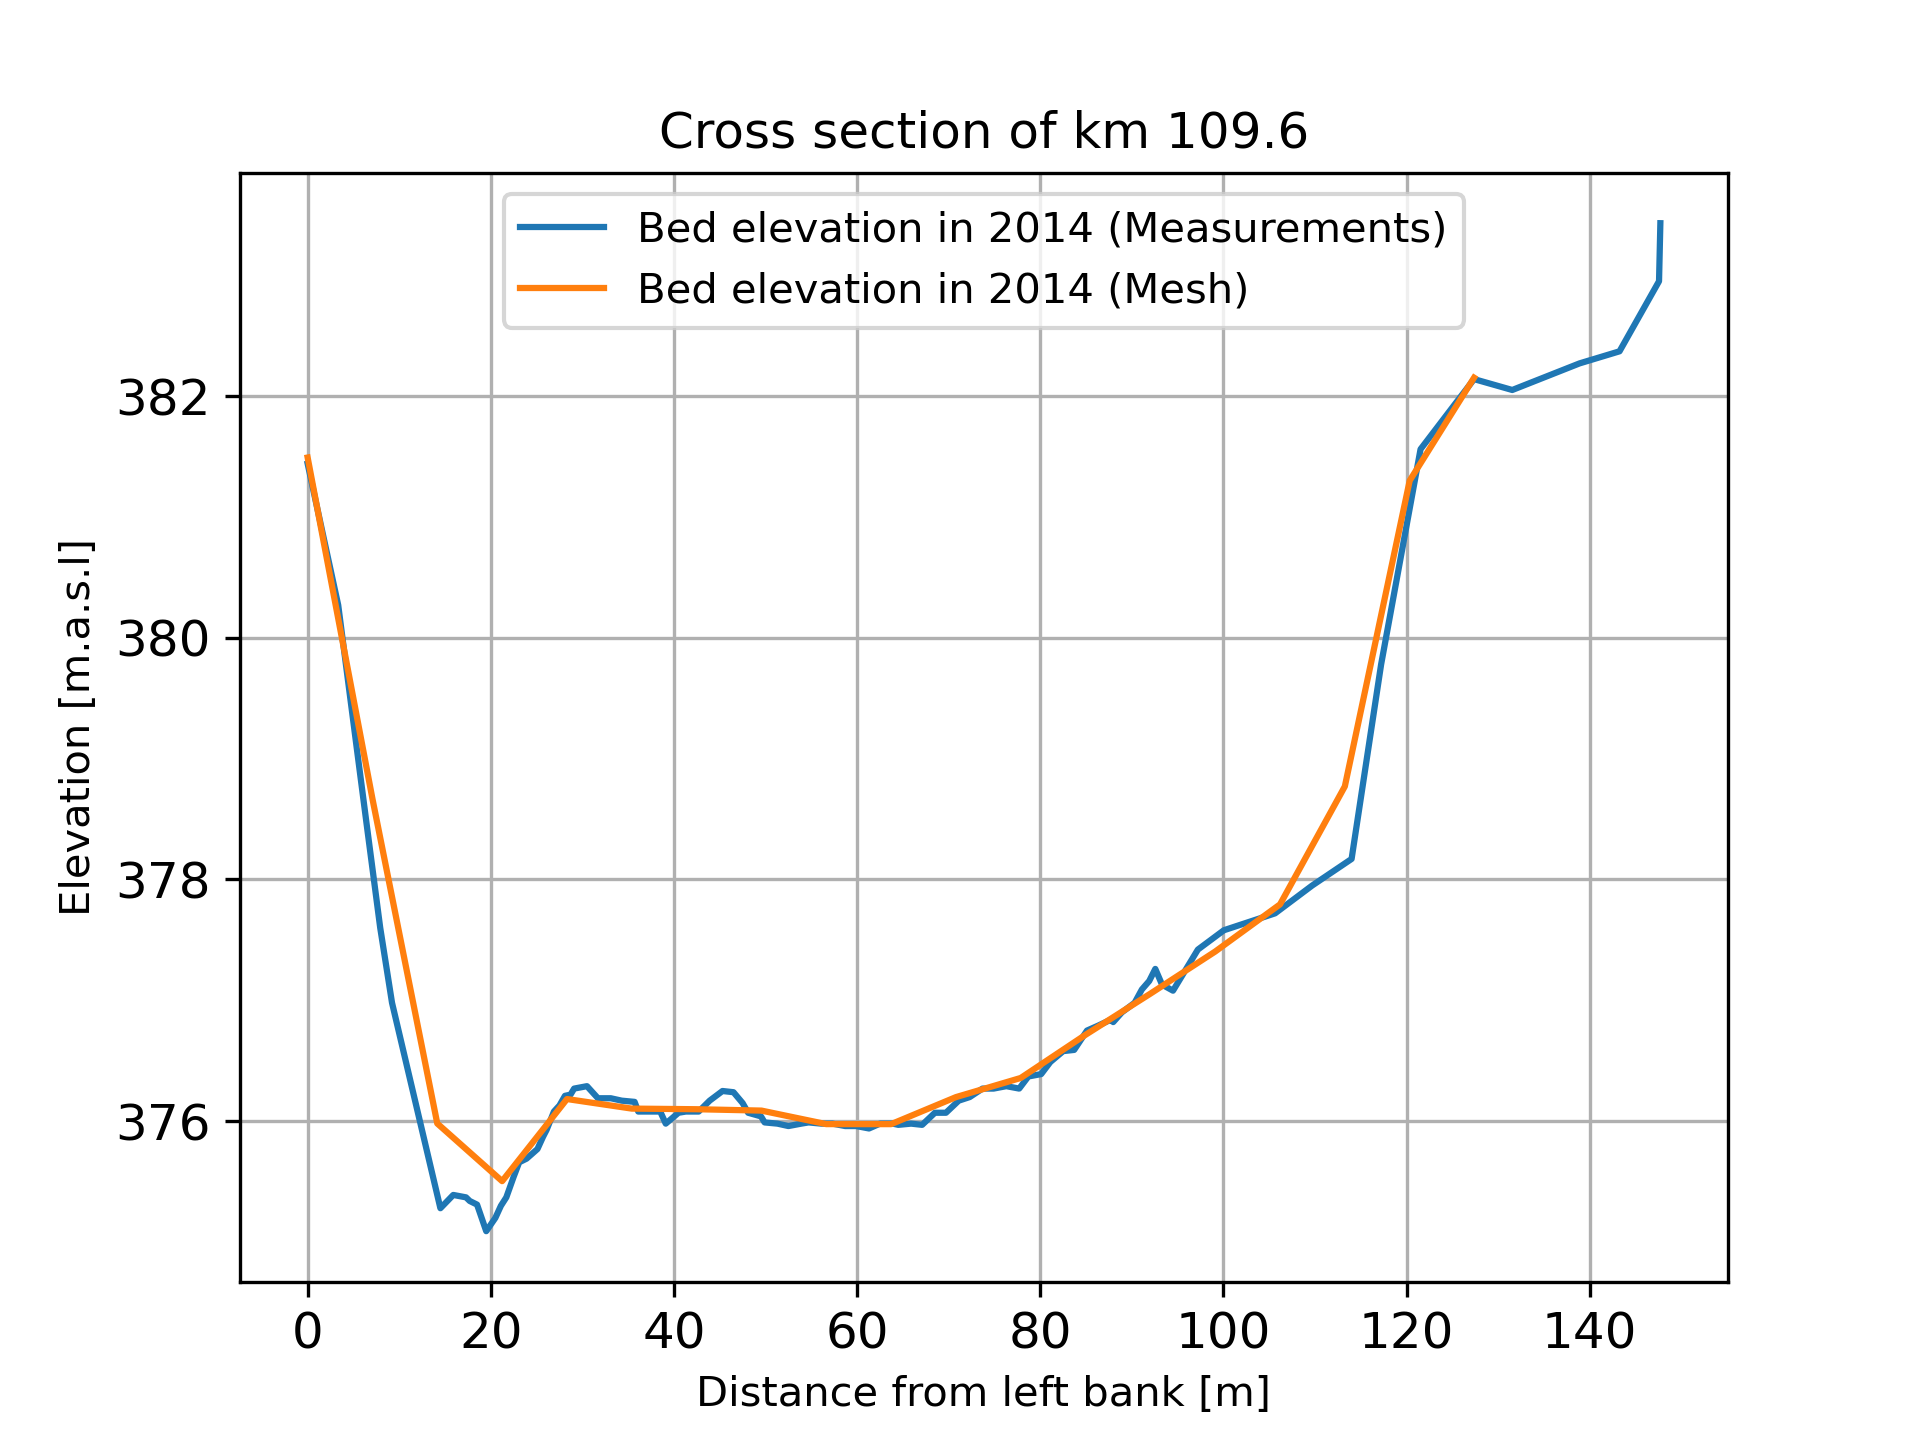 Cross section of km 109.6
Bed elevation in 2014 (Measurements)
Bed elevation in 2014 (Mesh)
382
380
378
376
Elevation [m.a.s.l]
0 20 40 60 80 100 120 140
Distance from left bank [m]